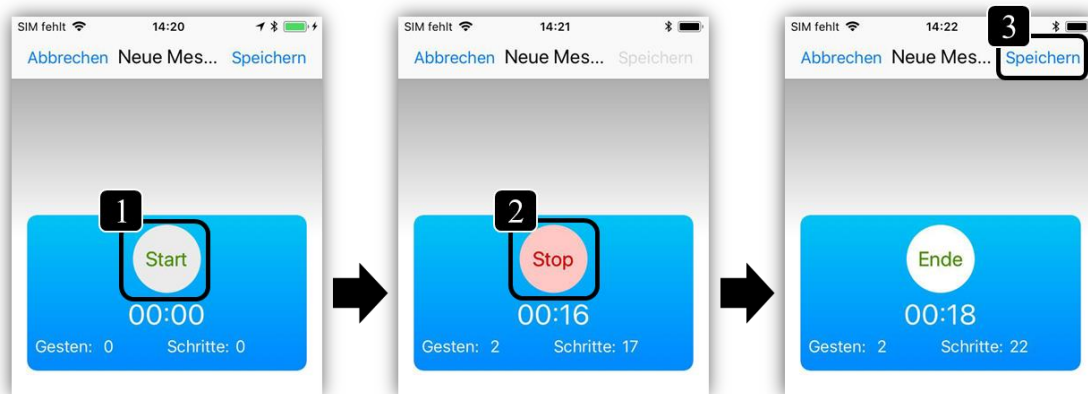 SIM fehlt 14:20
Abbrechen Neue Mes... Speichern
1
Start
00:00
Gesten: 0 Schritte: 0
SIM fehlt 14:21
Abbrechen Neue Mes... Speichern
2
Stop
00:16
Gesten: 2 Schritte: 17
SIM fehlt 14:22
3
Abbrechen Neue Mes... Speichern
Ende
00:18
Gesten: 2 Schritte: 22